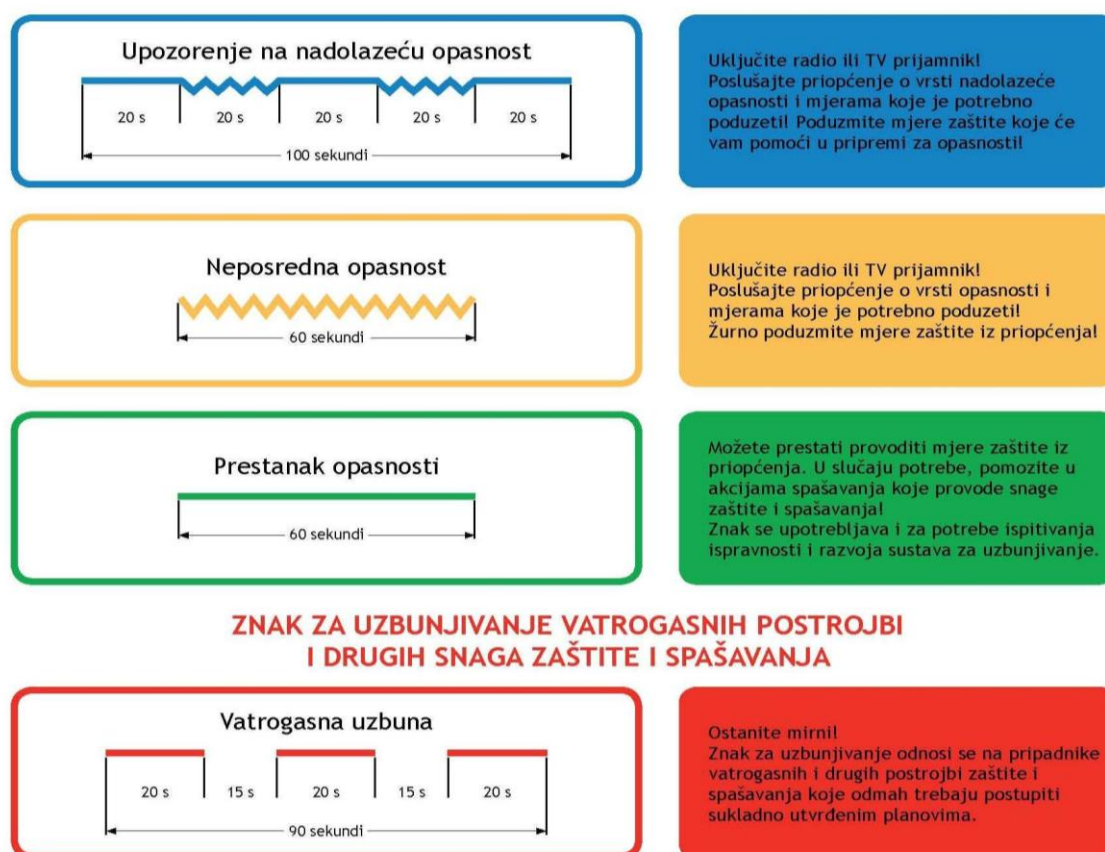 Upozorenje na nadolazeću opasnost
20 s 20 s 20 s 20 s 20 s
100 sekundi
Uključite radio ili TV prijamnik!
Poslušajte priopćenje o vrsti nadolazeće
opasnosti i mjerama koje je potrebno
poduzeti! Poduzmite mjere zaštite koje će
vam pomoći u pripremi za opasnosti!
Neposredna opasnost
60 sekundi
Uključite radio ili TV prijamnik!
Poslušajte priopćenje o vrsti opasnosti i
mjerama koje je potrebno poduzeti!
Žurno poduzmite mjere zaštite iz priopćenja!
Prestanak opasnosti
60 sekundi
Možete prestati provoditi mjere zaštite iz
priopćenja. U slučaju potrebe, pomozite u
akcijama spašavanja koje provode snage
zaštite i spašavanja!
Znak se upotrebljava i za potrebe ispitivanja
ispravnosti i razvoja sustava za uzbunjivanje.
ZNAK ZA UZBUNJIVANJE VATROGASNIH POSTROJBI
I DRUGIH SNAGA ZAŠTITE I SPAŠAVANJA
Vatrogasna uzbuna
20 s 15 s 20 s 15 s 20 s
90 sekundi
Ostanite mirni!
Znak za uzbunjivanje odnosi se na pripadnike
vatrogasnih i drugih postrojbi zaštite i
spašavanja koje odmah trebaju postupiti
sukladno utvrđenim planovima.